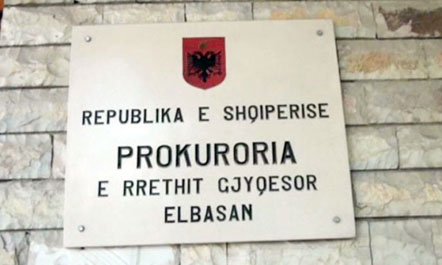 REPUBLIKA E SHQIPERISE
PROKURORIA
E RRETHIT GJYQESOR
ELBASAN